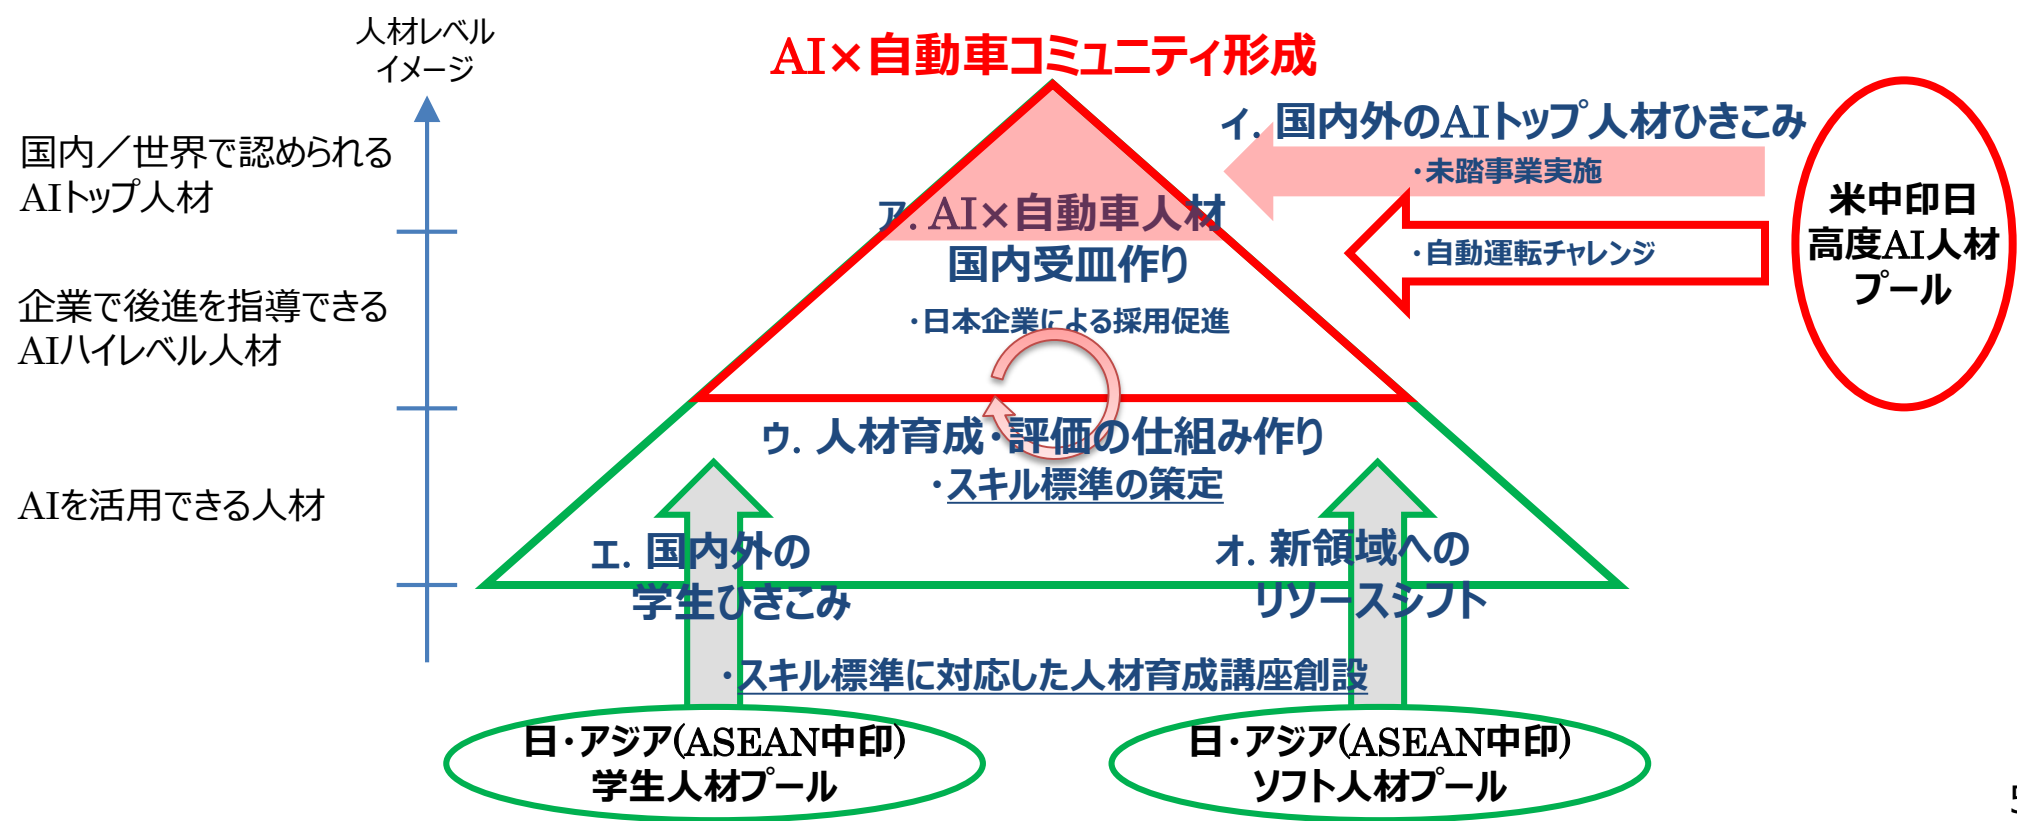 人材レベル
イメージ
AI×自動車コミュニティ形成
国内／世界で認められる
AIトップ人材
企業で後進を指導できる
AIハイレベル人材
AIを活用できる人材
イ. 国内外のAIトップ人材ひきこみ
・未踏事業実施
・自動運転チャレンジ
米中印日
高度AI人材
プール
ア. AI×自動車人材
国内受皿作り
・日本企業による採用促進
ウ. 人材育成・評価の仕組み作り
・スキル標準の策定
エ. 国内外の
学生ひきこみ
オ. 新領域への
リソースシフト
・スキル標準に対応した人材育成講座創設
日・アジア(ASEAN中印)
学生人材プール
日・アジア(ASEAN中印)
ソフト人材プール
5